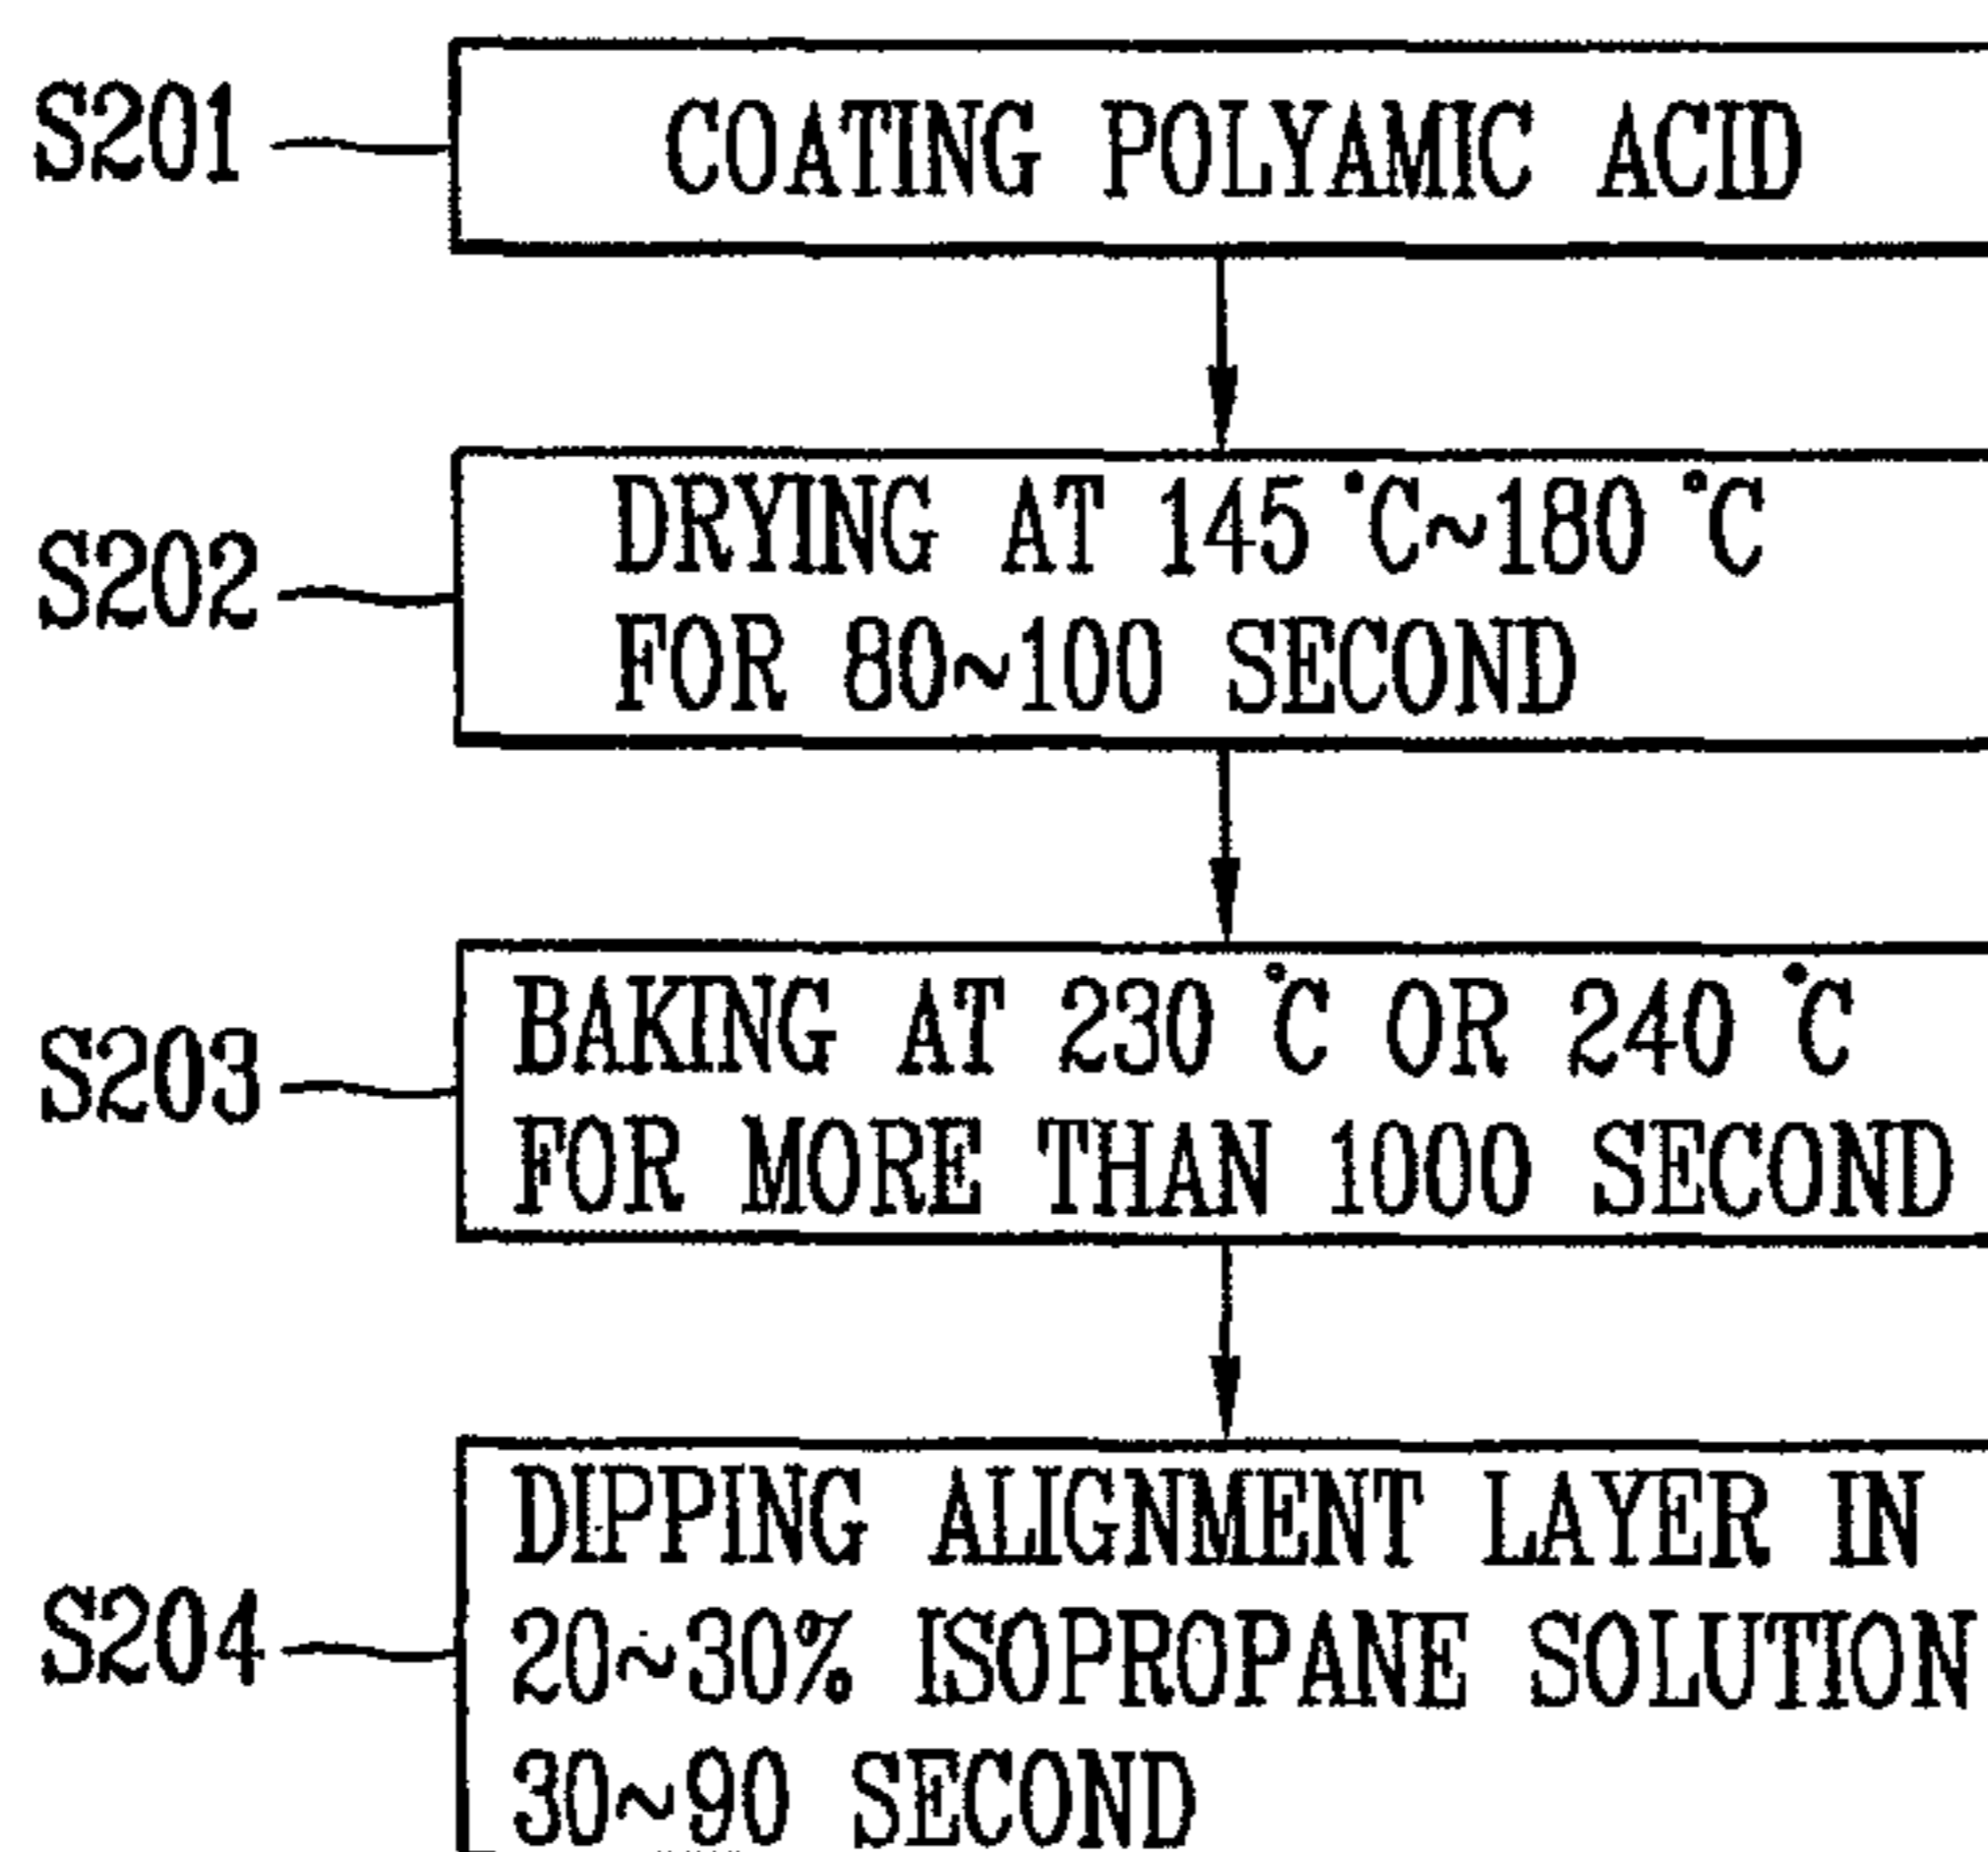 S201
COATING POLYAMIC ACID
S202
DRYING AT 145°C~180°C
FOR 80~100 SECOND
S203
BAKING AT 230°C OR 240°C
FOR MORE THAN 1000 SECOND
S204
DIPPING ALIGNMENT LAYER IN
20~30% ISOPROPANE SOLUTION
30~90 SECOND